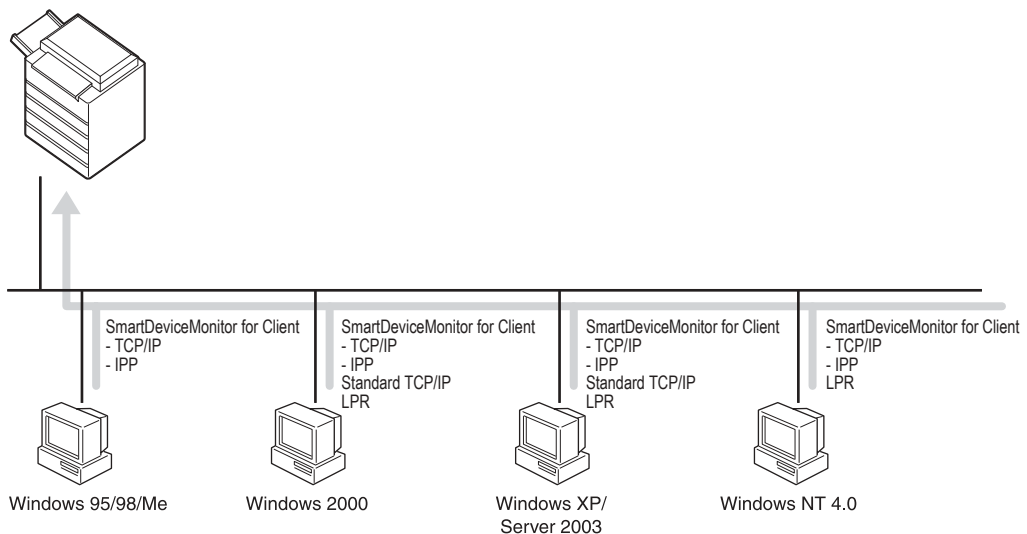 SmartDeviceMonitor for Client
- TCP/IP
- IPP
SmartDeviceMonitor for Client
- TCP/IP
- IPP
Standard TCP/IP
LPR
SmartDeviceMonitor for Client
- TCP/IP
- IPP
Standard TCP/IP
LPR
SmartDeviceMonitor for Client
- TCP/IP
- IPP
LPR
Windows 95/98/Me
Windows 2000
Windows XP/
Server 2003
Windows NT 4.0